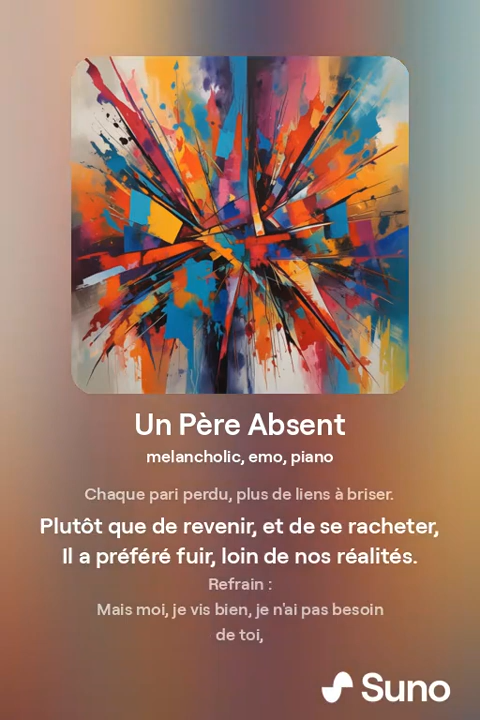 Un Père Absent
melancholic, emo, piano
Chaque pari perdu, plus de liens à briser.
Plutôt que de revenir, et de se racheter,
Il a préféré fuir, loin de nos réalités.
Refrain :
Mais moi, je vis bien, je n'ai pas besoin
de toi,
Suno